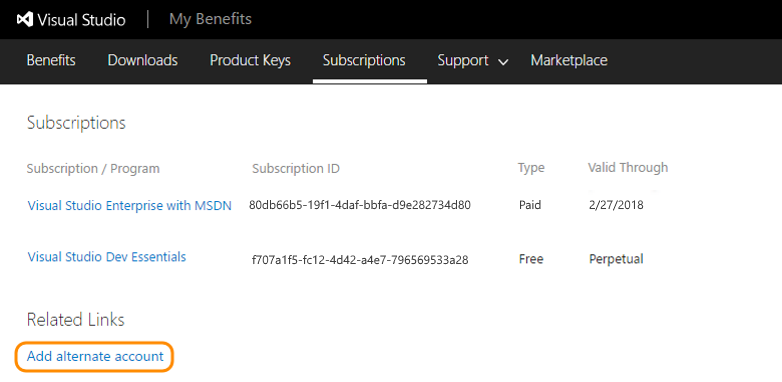 Visual Studio | My Benefits
Benefits Downloads Product Keys Subscriptions Support Marketplace
Subscriptions
Subscription / Program Subscription ID Type Valid Through
Visual Studio Enterprise with MSDN 80db66b5-19f1-4daf-bbfa-d9e282734d80 Paid 2/27/2018
Visual Studio Dev Essentials f707a1f5-fc12-4d42-a4e7-796569533a28 Free Perpetual
Related Links
Add alternate account